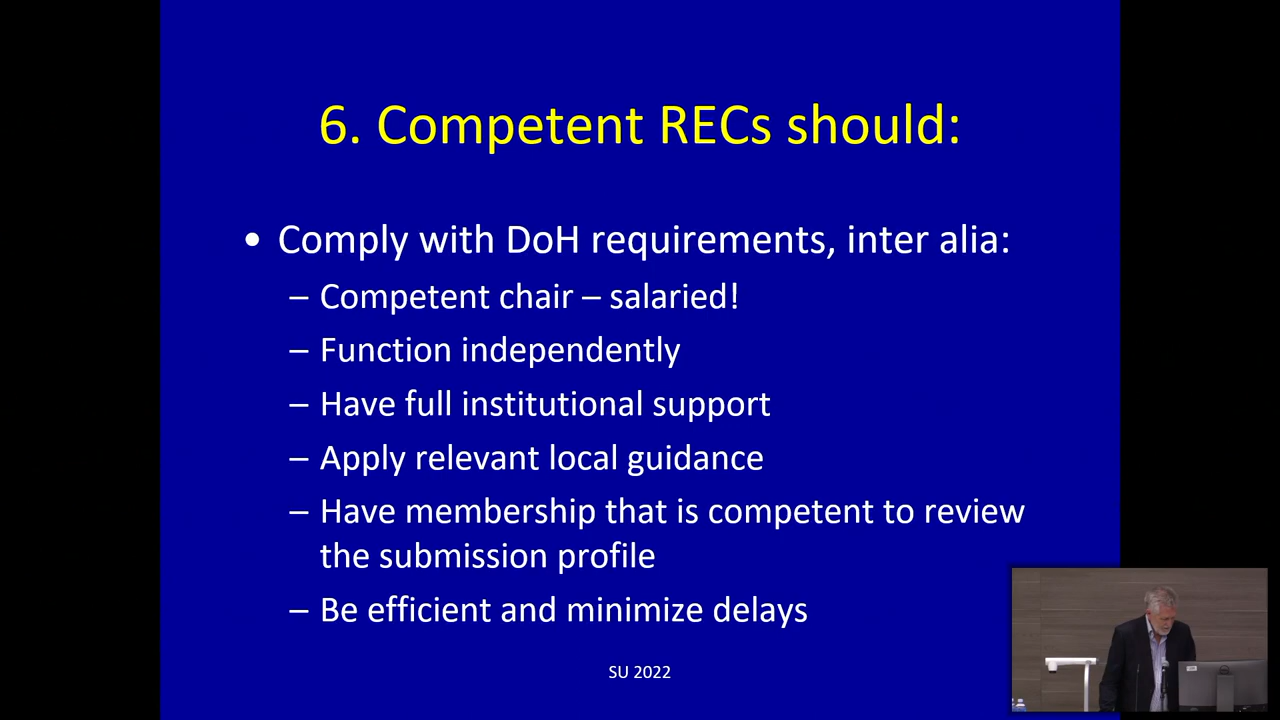 6. Competent RECs should:
• Comply with DoH requirements, inter alia:
– Competent chair – salaried!
– Function independently
– Have full institutional support
– Apply relevant local guidance
– Have membership that is competent to review
the submission profile
– Be efficient and minimize delays
SU 2022